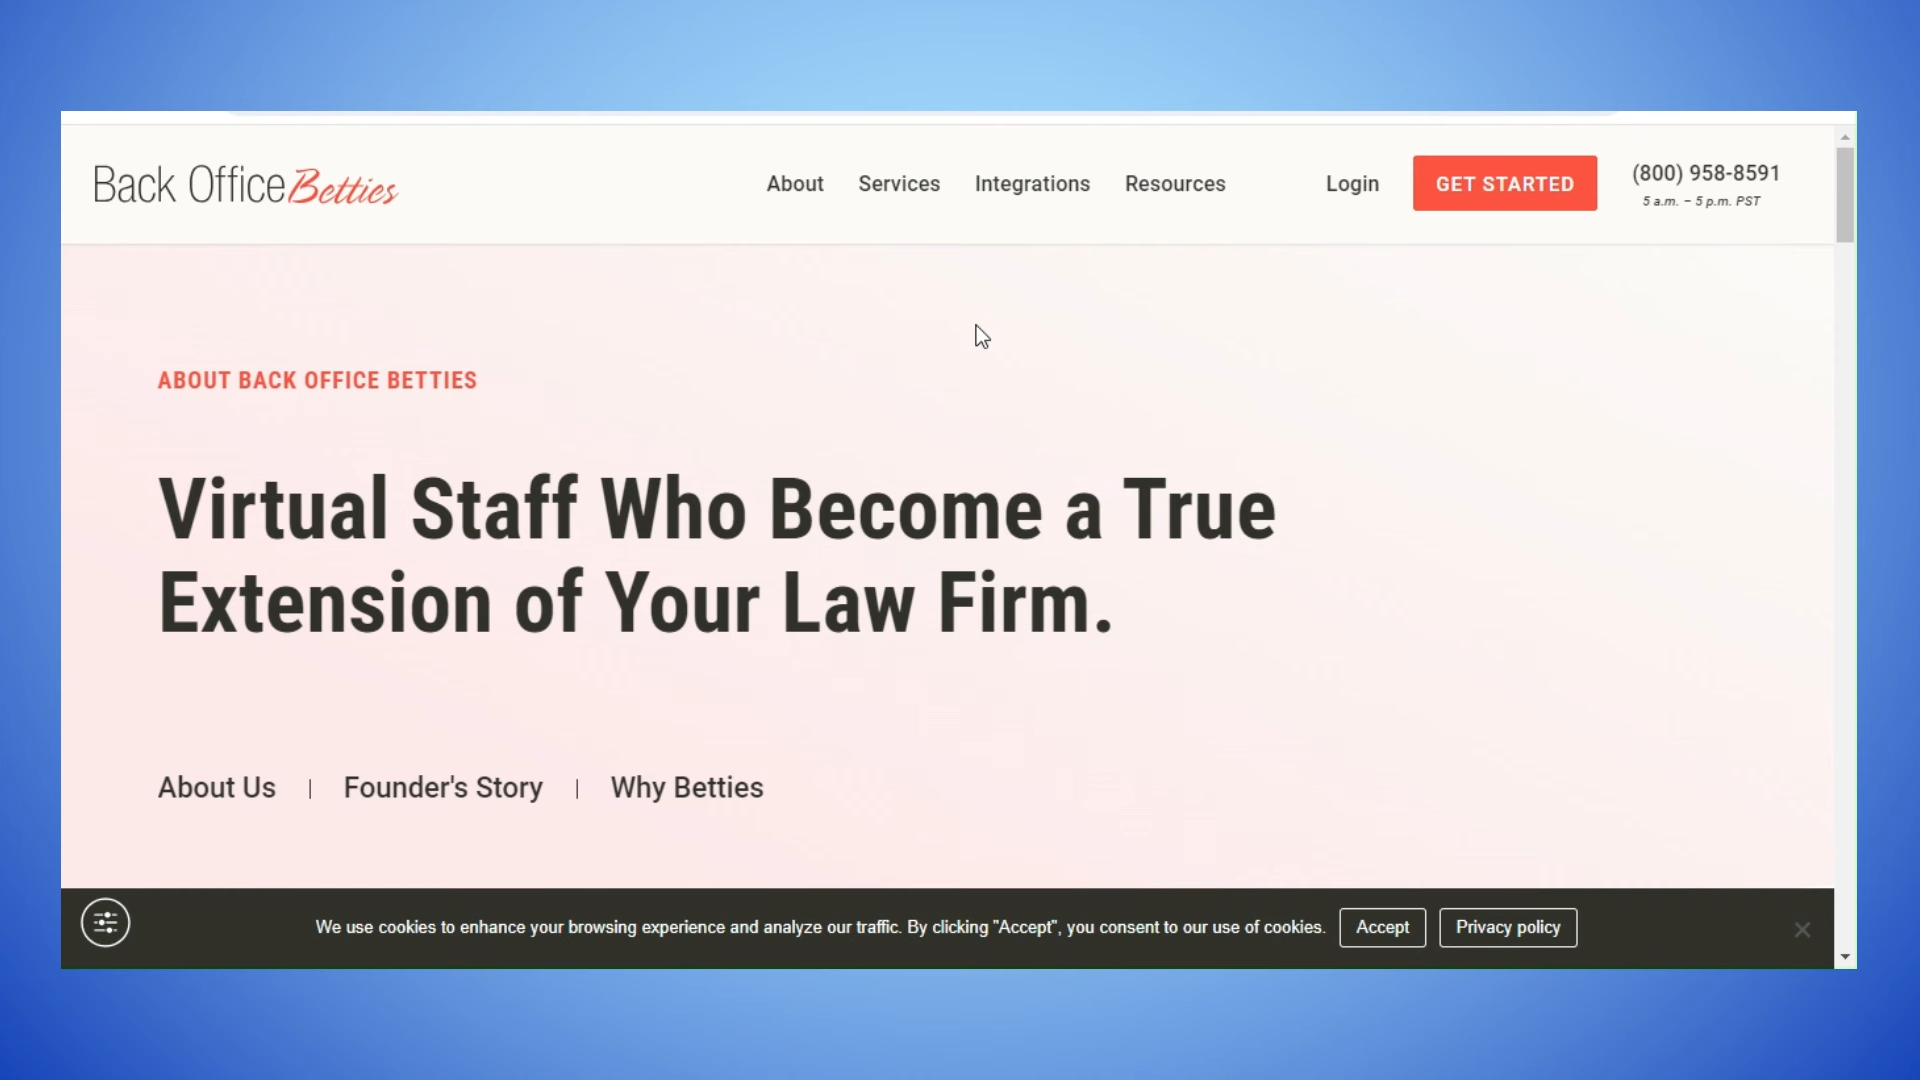 Back Office Betties
About
Services
Integrations
Resources
Login
GET STARTED
(800) 958-8591
5 a.m. – 5 p.m. PST
ABOUT BACK OFFICE BETTIES
Virtual Staff Who Become a True
Extension of Your Law Firm.
About Us | Founder's Story | Why Betties
We use cookies to enhance your browsing experience and analyze our traffic. By clicking "Accept", you consent to our use of cookies.
Accept
Privacy policy